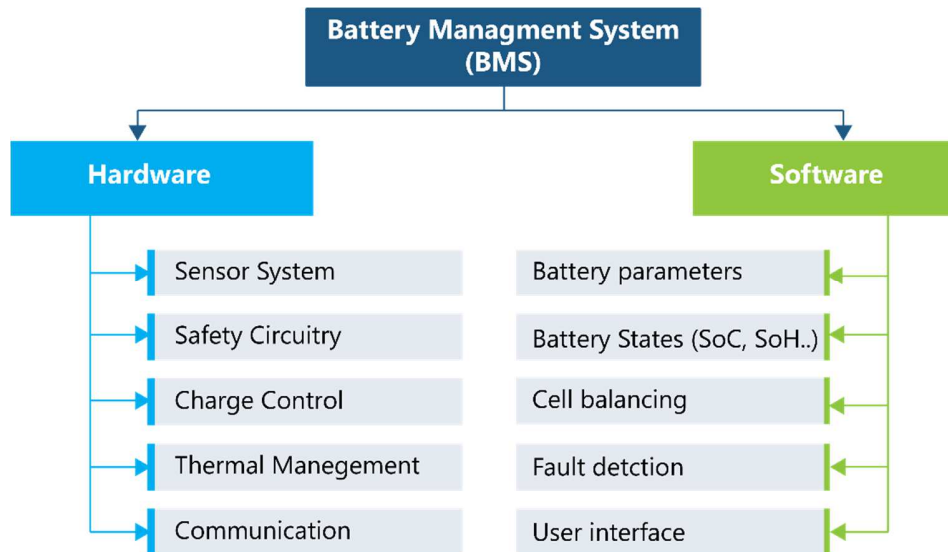 Battery Managment System
(BMS)
Hardware
Software
Sensor System
Safety Circuitry
Charge Control
Thermal Manegement
Communication
Battery parameters
Battery States (SoC, SoH..)
Cell balancing
Fault detction
User interface